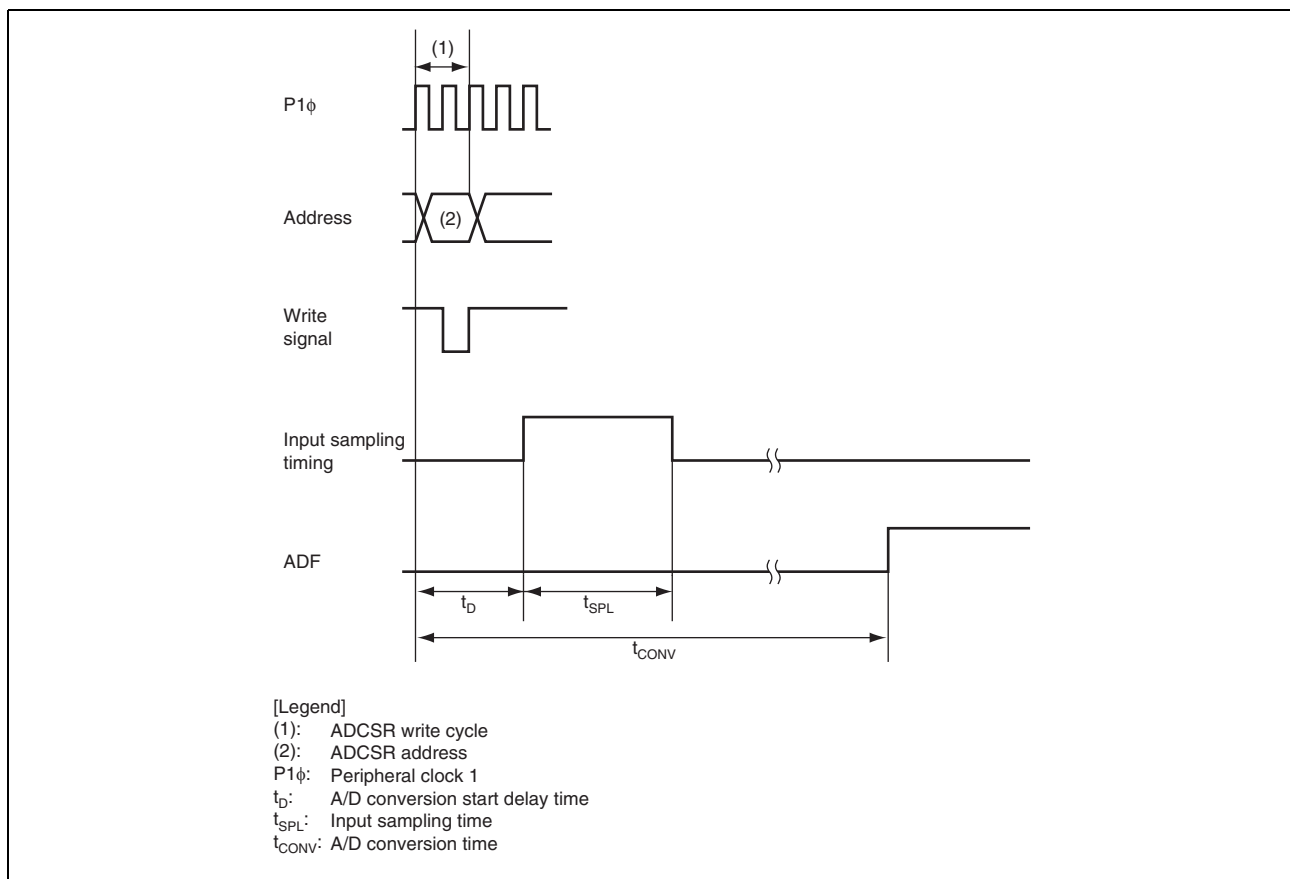 (1)
P1ϕ
Address
(2)
Write
signal
Input sampling
timing
ADF
tD
tSPL
tCONV
[Legend]
(1): ADCSR write cycle
(2): ADCSR address
P1ϕ: Peripheral clock 1
tD: A/D conversion start delay time
tSPL: Input sampling time
tCONV: A/D conversion time